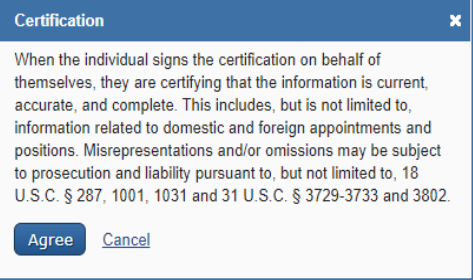 Certification ×
When the individual signs the certification on behalf of
themselves, they are certifying that the information is current,
accurate, and complete. This includes, but is not limited to,
information related to domestic and foreign appointments and
positions. Misrepresentations and/or omissions may be subject
to prosecution and liability pursuant to, but not limited to, 18
U.S.C. § 287, 1001, 1031 and 31 U.S.C. § 3729-3733 and 3802.
Agree Cancel